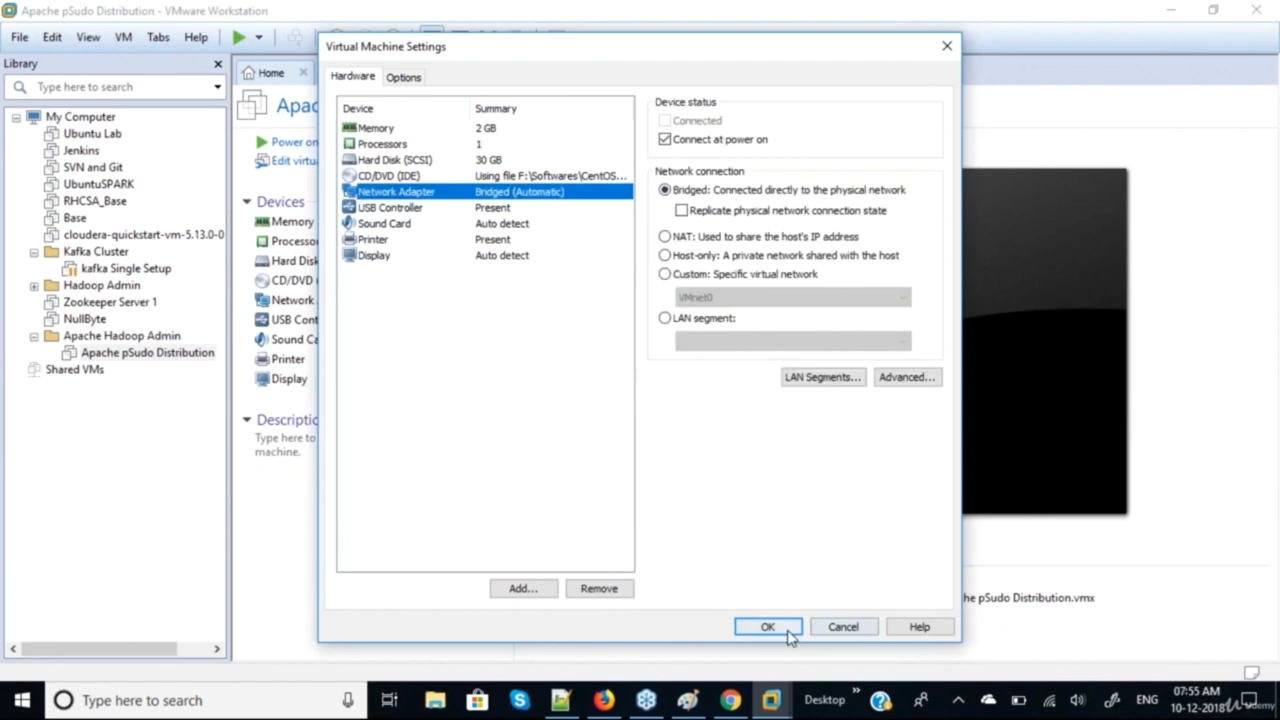 Apache pSudo Distribution - VMware Workstation
File Edit View VM Tabs Help
Library
Type here to search
My Computer
Ubuntu Lab
Jenkins
SVN and Git
UbuntuSPARK
RHCSA_Base
Base
cloudera-quickstart-vm-5.13.0-0
Kafka Cluster
kafka Single Setup
Hadoop Admin
Zookeeper Server 1
NullByte
Apache Hadoop Admin
Apache pSudo Distribution
Shared VMs
Home
Apac
Power on
Edit virtu
Devices
Memory
Processo
Hard Disk
CD/DVD (
Network
USB Cont
Sound Ca
Printer
Display
Descriptic
Type here to
machine.
Virtual Machine Settings
Hardware Options
Device Summary
Memory 2 GB
Processors 1
Hard Disk (SCSI) 30 GB
CD/DVD (IDE) Using file F:\Softwares\CentOS...
Network Adapter Bridged (Automatic)
USB Controller Present
Sound Card Auto detect
Printer Present
Display Auto detect
Add... Remove
Device status
Connected
Connect at power on
Network connection
Bridged: Connected directly to the physical network
Replicate physical network connection state
NAT: Used to share the host's IP address
Host-only: A private network shared with the host
Custom: Specific virtual network
VMnet0
LAN segment:
LAN Segments... Advanced...
OK Cancel Help
he pSudo Distribution.vmx
Type here to search
Desktop
ENG
07:55 AM
10-12-2018
Udemy